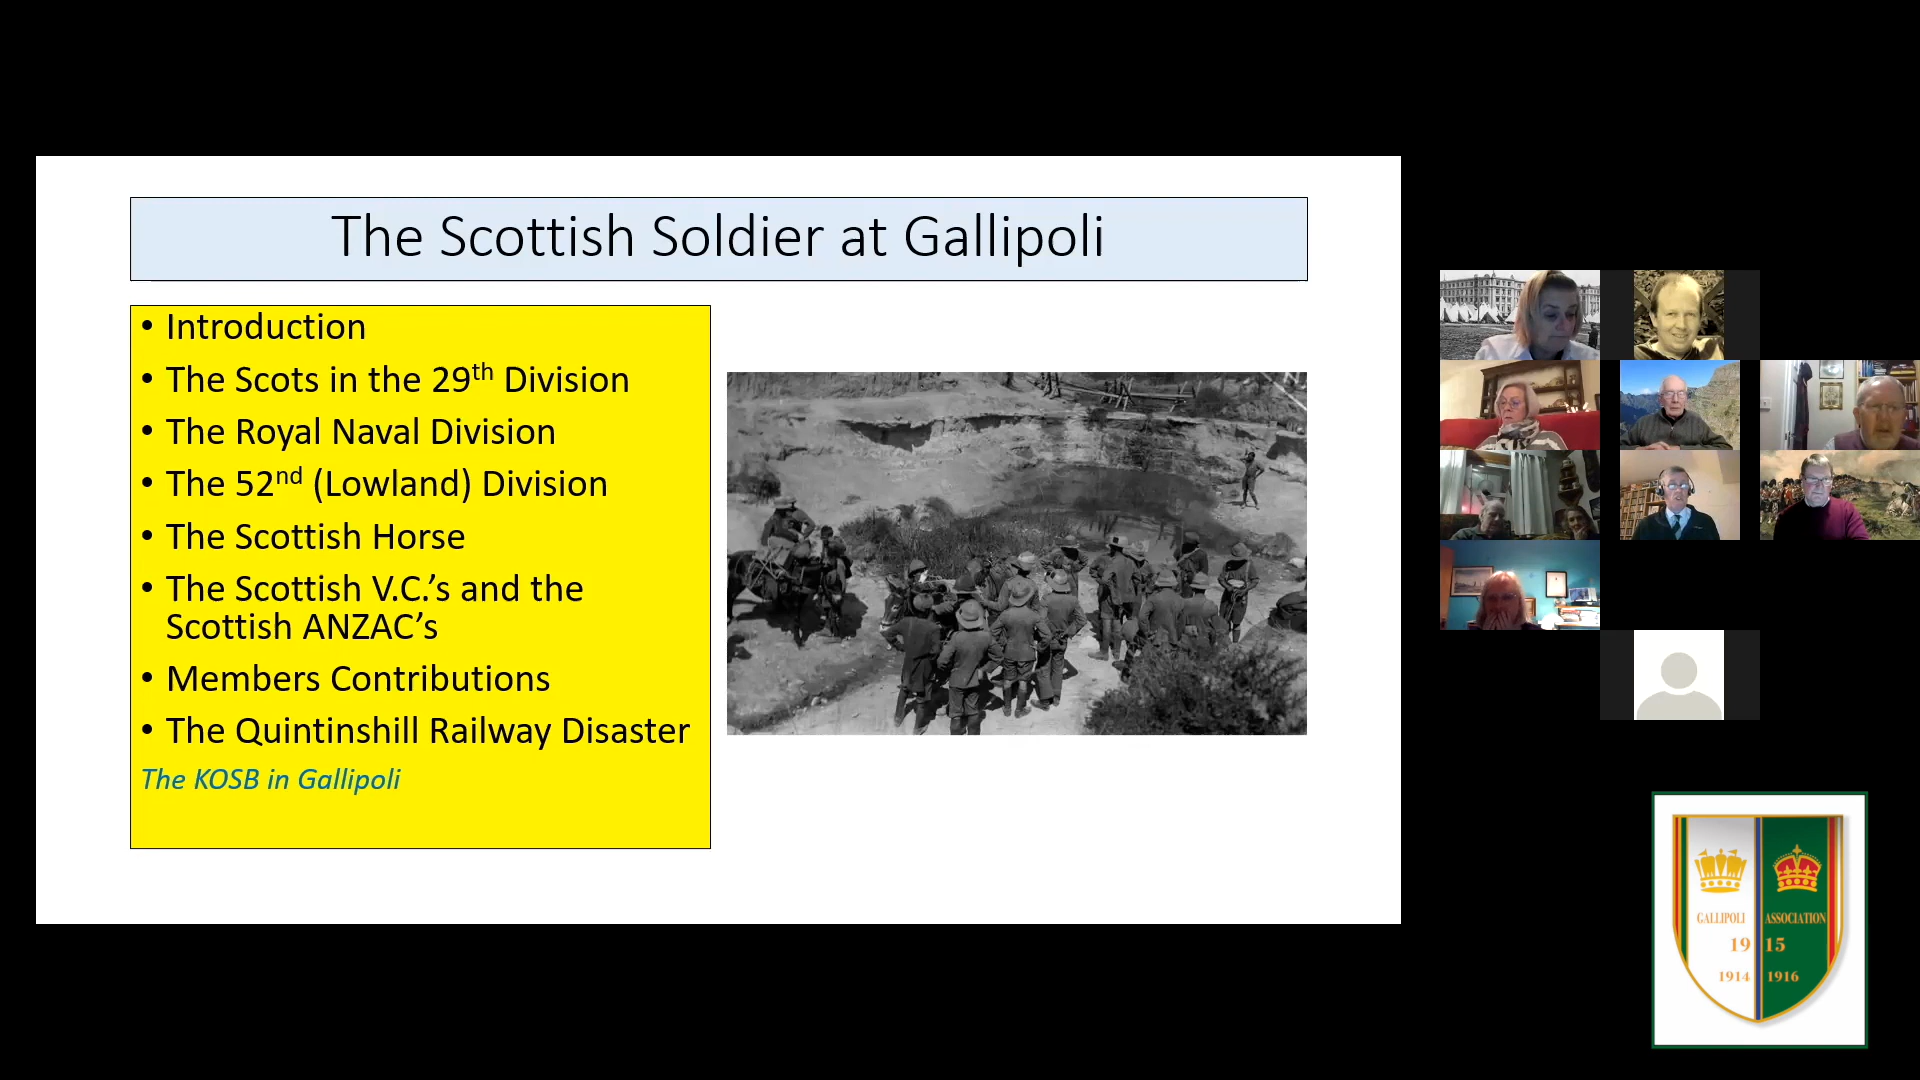 The Scottish Soldier at Gallipoli
• Introduction
• The Scots in the 29th Division
• The Royal Naval Division
• The 52nd (Lowland) Division
• The Scottish Horse
• The Scottish V.C.’s and the
Scottish ANZAC’s
• Members Contributions
• The Quintinshill Railway Disaster
The KOSB in Gallipoli
GALLIPOLI ASSOCIATION
19 15
1914 1916